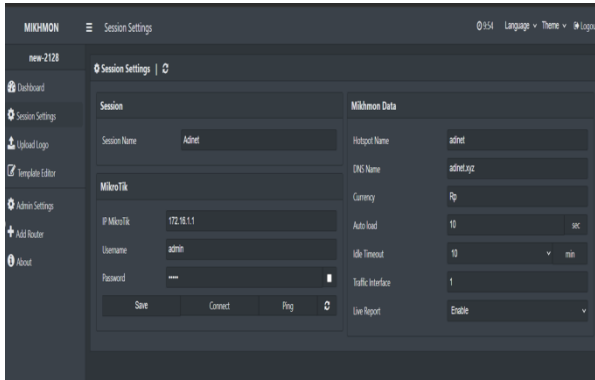 MIKHMON
Session Settings
9:54
Language
Theme
Logou
new-2128
Dashboard
Session Settings
Upload Logo
Template Editor
Admin Settings
Add Router
About
Session Settings |
Session
Session Name
Adinet
MikroTik
IP MikroTik
172.16.1.1
Username
admin
Password
•••••
Save
Connect
Ping
Mikhmon Data
Hotspot Name
adinet
DNS Name
adinet.xyz
Currency
Rp
Auto load
10
sec
Idle Timeout
10
min
Traffic Interface
1
Live Report
Enable